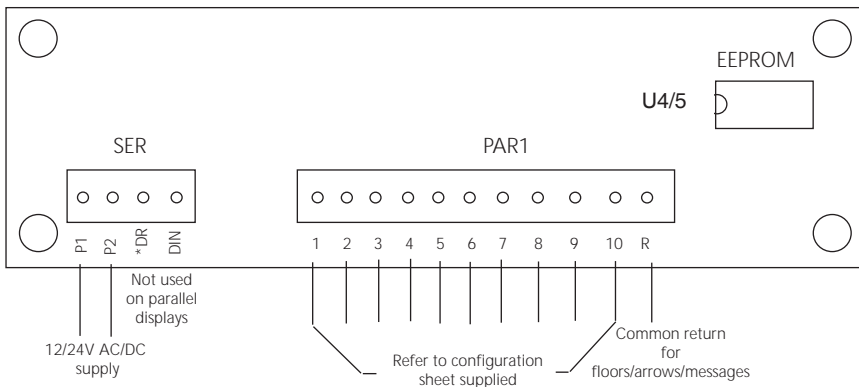 EEPROM
U4/5
SER
PAR1
P1
P2
*DR
DIN
1 2 3 4 5 6 7 8 9 10 R
Not used
on parallel
displays
12/24V AC/DC
supply
Refer to configuration
sheet supplied
Common return
for
floors/arrows/messages